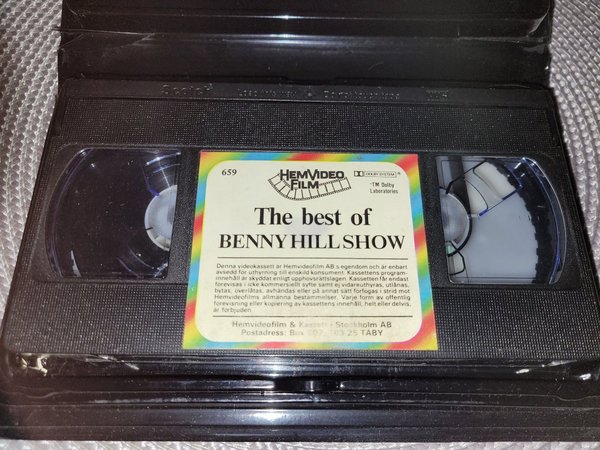 Scotch
VHS
659
HEMVIDEO
FILM
DOLBY SYSTEM
TM Dolby
Laboratories
The best of
BENNY HILL SHOW
Denna videokassett är Hemvideofilm AB:s egendom och är enbart
avsedd för uthyrning till enskild konsument. Kassettens program-
innehåll är skyddat enligt upphovsrättslagen. Kassetten får endast
förevisas i icke kommersiellt syfte samt ej vidareuthyras, utlånas,
bytas, överlåtas, avhändas eller på annat sätt förfogas i strid mot
Hemvideofilms allmänna bestämmelser. Varje form av offentlig
förevisning eller kopiering av kassettens innehåll, helt eller delvis,
är förbjuden.
Hemvideofilm & Kassett i Stockholm AB
Postadress: Box 25 TÄBY